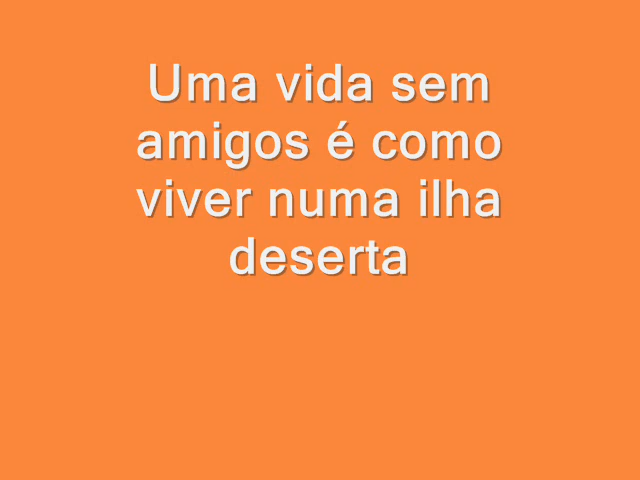 Uma vida sem
amigos é como
viver numa ilha
deserta